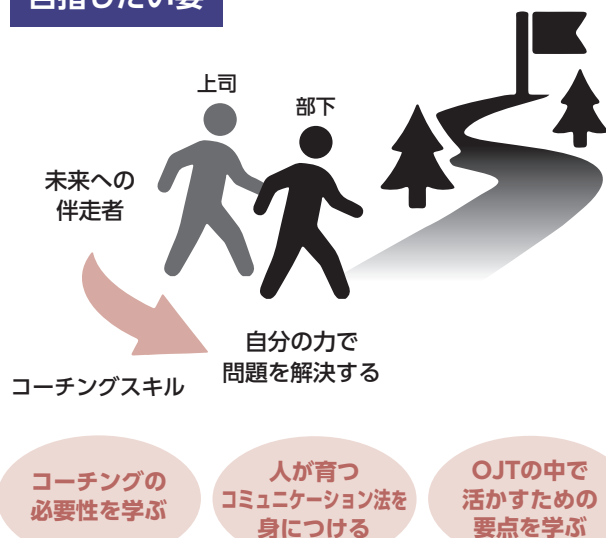 目指したい姿
上司
部下
未来への
伴走者
自分の力で
問題を解決する
コーチングスキル
コーチングの
必要性を学ぶ
人が育つ
コミュニケーション法を
身につける
OJTの中で
活かすための
要点を学ぶ